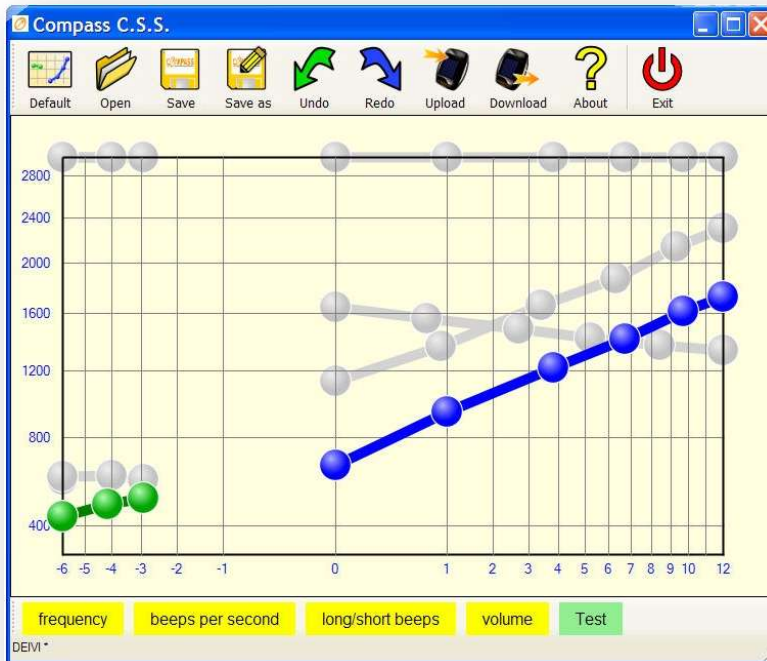 Compass C.S.S.
Default Open Save Save as Undo Redo Upload Download About Exit
2800
2400
2000
1600
1200
800
400
-6 -5 -4 -3 -2 -1 0 1 2 3 4 5 6 7 8 9 10 12
frequency beeps per second long/short beeps volume Test
DEIVI *